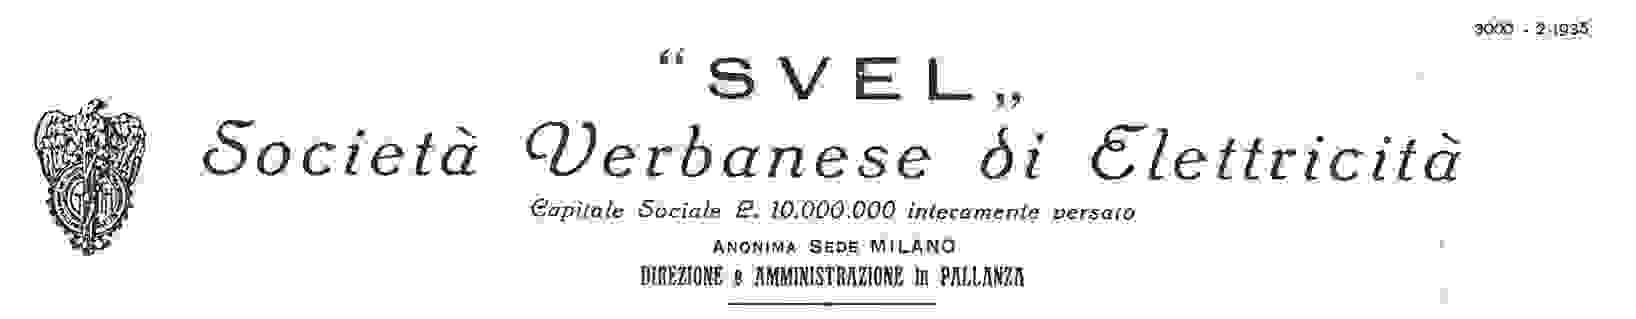 3000 - 2-1935
“SVEL„
Società Verbanese di Elettricità
Capitale Sociale L. 10.000.000 interamente versato
ANONIMA SEDE MILANO
DIREZIONE e AMMINISTRAZIONE in PALLANZA